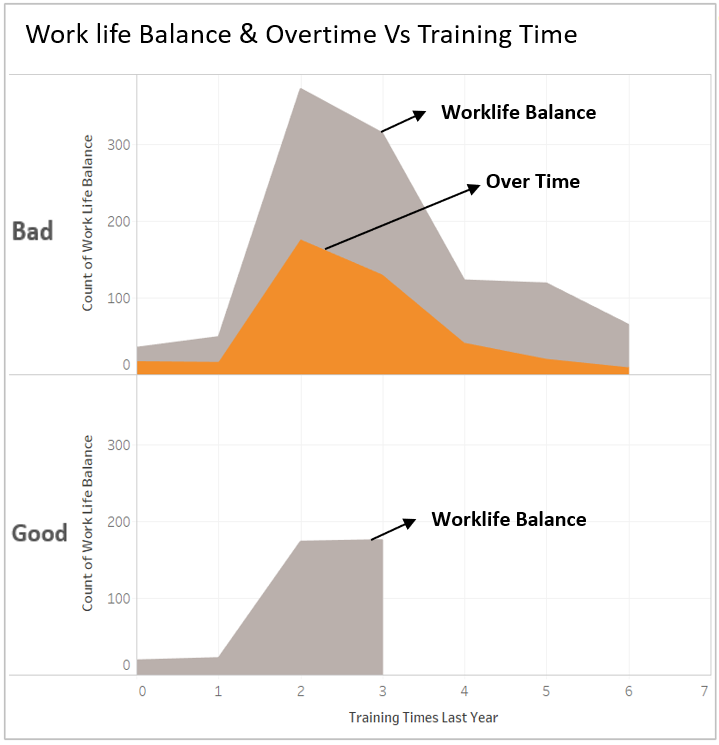 Work life Balance & Overtime Vs Training Time
Bad
Count of Work Life Balance
300
200
100
0
Worklife Balance
Over Time
Good
Count of Work Life Balance
300
200
100
0
Worklife Balance
0 1 2 3 4 5 6 7
Training Times Last Year